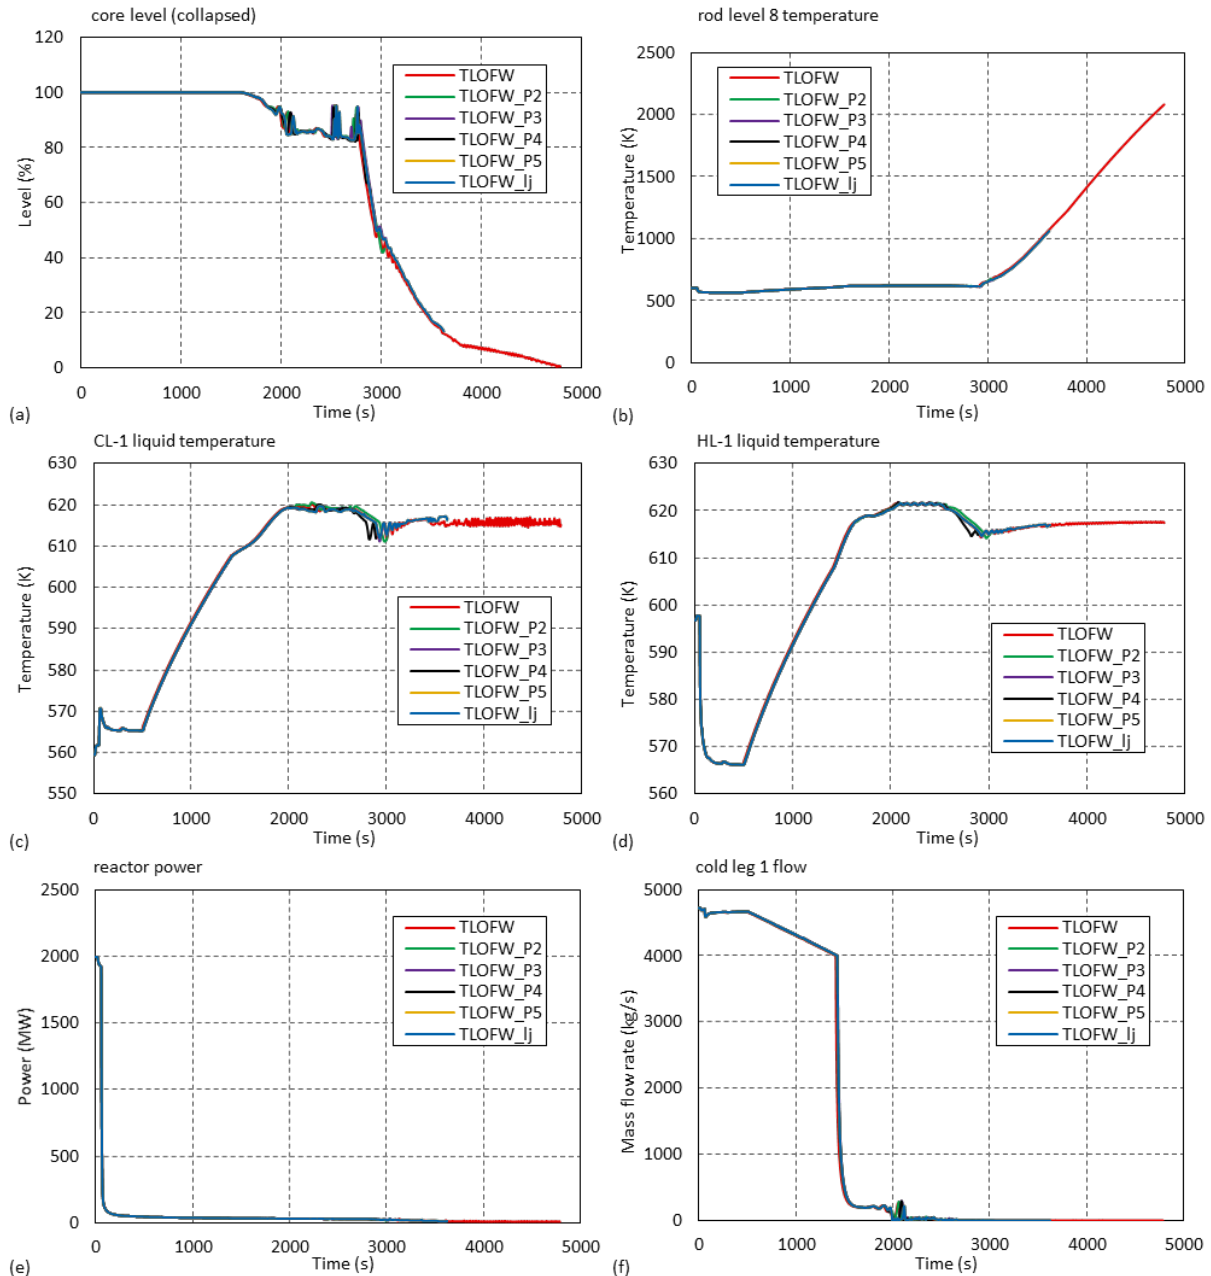 core level (collapsed)
120
100
80
60
40
20
0
Level (%)
TLOFW
TLOFW_P2
TLOFW_P3
TLOFW_P4
TLOFW_P5
TLOFW_lj
0 1000 2000 3000 4000 5000
Time (s)
(a)
rod level 8 temperature
2500
2000
1500
1000
500
0
Temperature (K)
TLOFW
TLOFW_P2
TLOFW_P3
TLOFW_P4
TLOFW_P5
TLOFW_lj
0 1000 2000 3000 4000 5000
Time (s)
(b)
CL-1 liquid temperature
630
620
610
600
590
580
570
560
550
Temperature (K)
TLOFW
TLOFW_P2
TLOFW_P3
TLOFW_P4
TLOFW_P5
TLOFW_lj
0 1000 2000 3000 4000 5000
Time (s)
(c)
HL-1 liquid temperature
630
620
610
600
590
580
570
560
Temperature (K)
TLOFW
TLOFW_P2
TLOFW_P3
TLOFW_P4
TLOFW_P5
TLOFW_lj
0 1000 2000 3000 4000 5000
Time (s)
(d)
reactor power
2500
2000
1500
1000
500
0
Power (MW)
TLOFW
TLOFW_P2
TLOFW_P3
TLOFW_P4
TLOFW_P5
TLOFW_lj
0 1000 2000 3000 4000 5000
Time (s)
(e)
cold leg 1 flow
5000
4000
3000
2000
1000
0
Mass flow rate (kg/s)
TLOFW
TLOFW_P2
TLOFW_P3
TLOFW_P4
TLOFW_P5
TLOFW_lj
0 1000 2000 3000 4000 5000
Time (s)
(f)